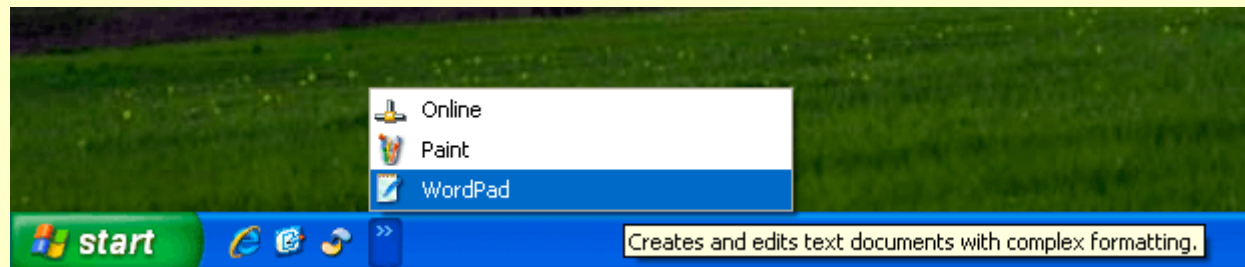 Online
Paint
WordPad
start
Creates and edits text documents with complex formatting.